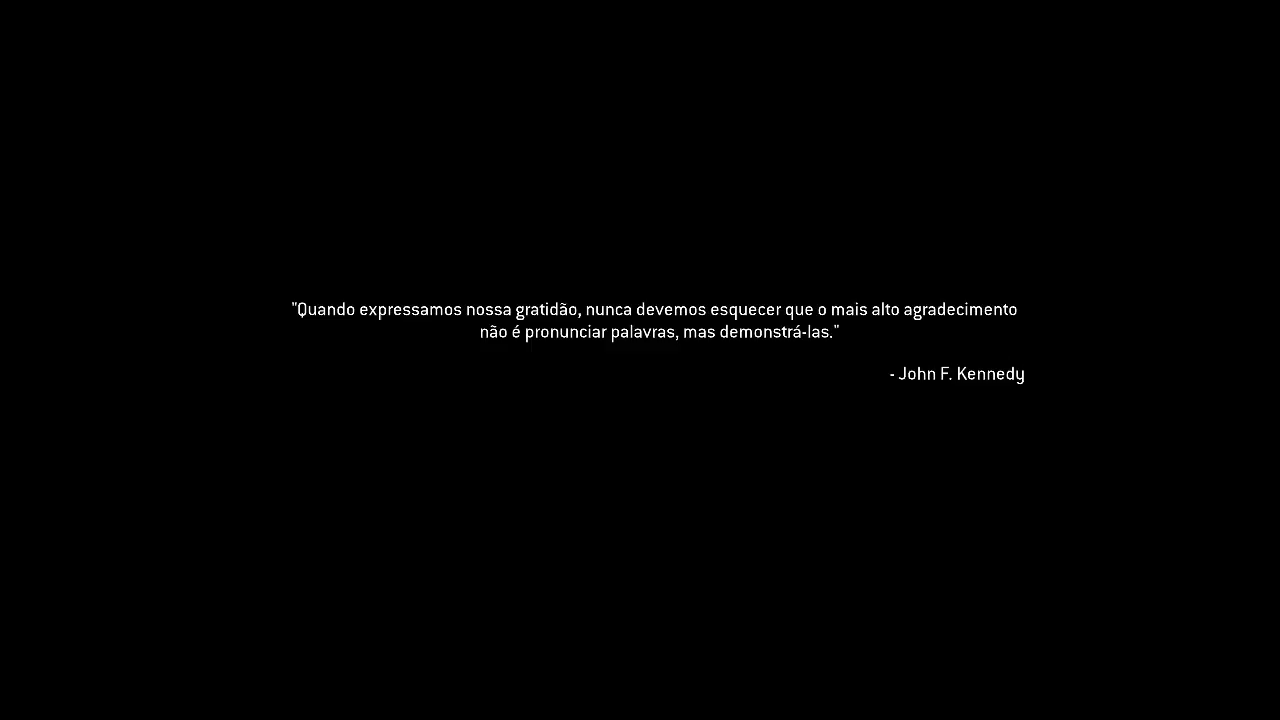 "Quando expressamos nossa gratidão, nunca devemos esquecer que o mais alto agradecimento
não é pronunciar palavras, mas demonstrá-las."
- John F. Kennedy